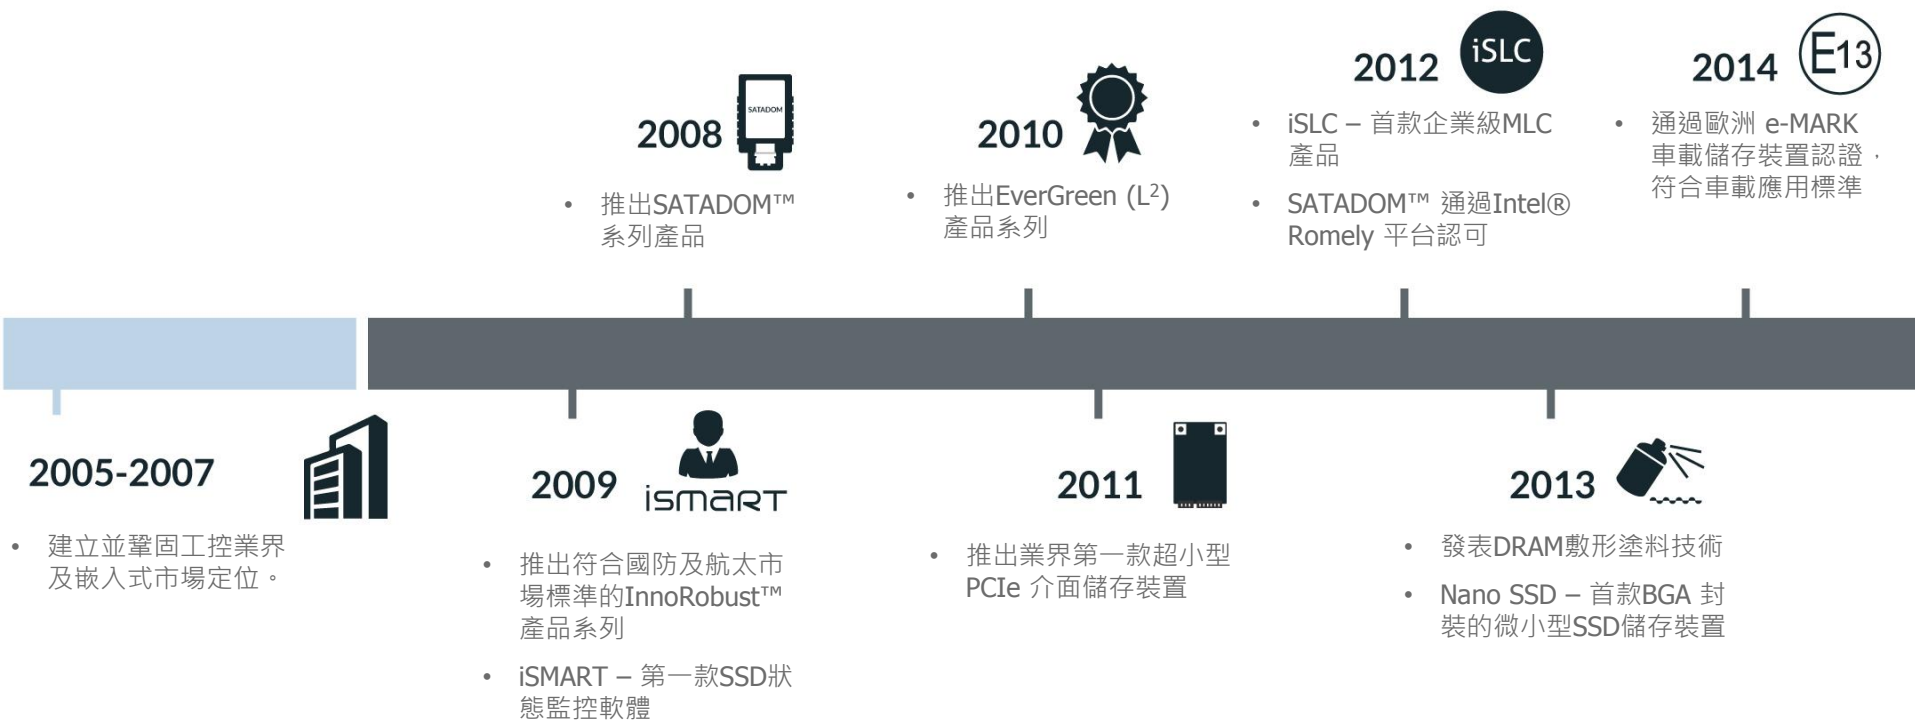 2008
SATADOM
• 推出SATADOM™
系列產品
2010
• 推出EverGreen (L²)
產品系列
2012
iSLC
• iSLC – 首款企業級MLC
產品
• SATADOM™ 通過Intel®
Romely 平台認可
2014
E13
• 通過歐洲 e-MARK
車載儲存裝置認證，
符合車載應用標準
2005-2007
• 建立並鞏固工控業界
及嵌入式市場定位。
2009
ismart
• 推出符合國防及航太市
場標準的InnoRobust™
產品系列
• iSMART – 第一款SSD狀
態監控軟體
2011
• 推出業界第一款超小型
PCIe 介面儲存裝置
2013
• 發表DRAM敷形塗料技術
• Nano SSD – 首款BGA 封
裝的微小型SSD儲存裝置